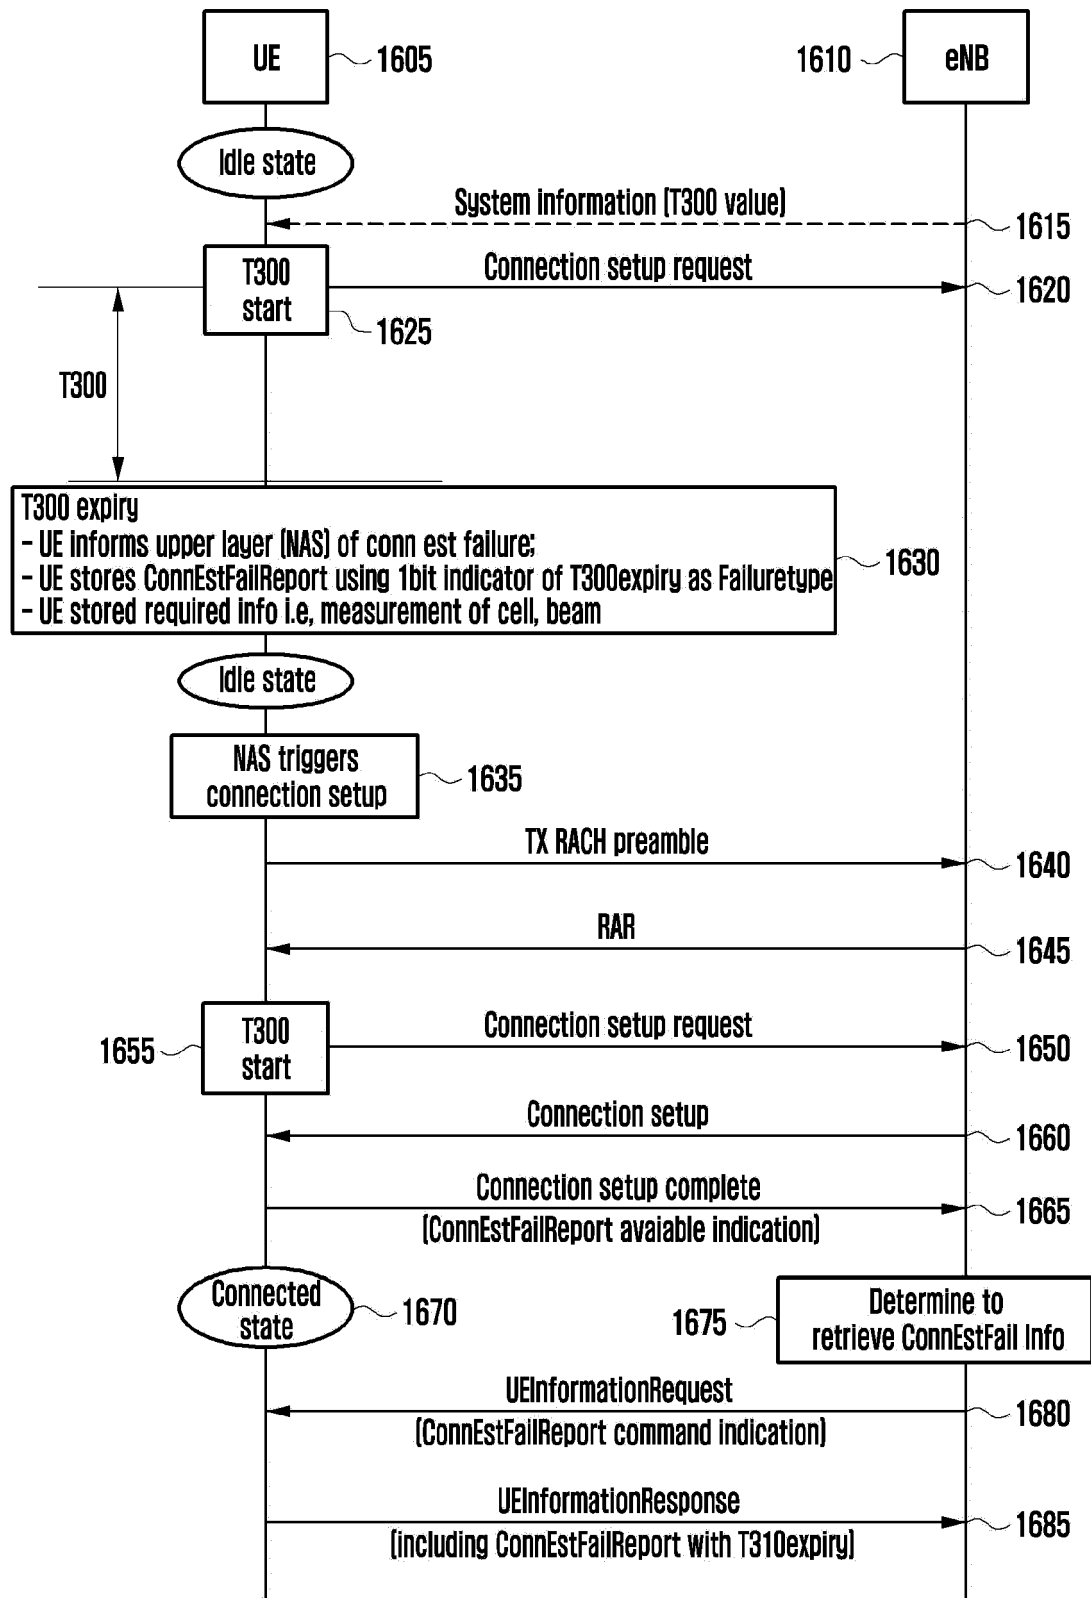 UE
1605
1610
eNB
Idle state
System information (T300 value)
1615
T300
start
Connection setup request
1620
1625
T300
T300 expiry
- UE informs upper layer (NAS) of conn est failure;
- UE stores ConnEstFailReport using 1bit indicator of T300expiry as Failuretype
- UE stored required info i.e, measurement of cell, beam
1630
Idle state
NAS triggers
connection setup
1635
TX RACH preamble
1640
RAR
1645
1655
T300
start
Connection setup request
1650
Connection setup
1660
Connection setup complete
(ConnEstFailReport avaiable indication)
1665
Connected
state
1670
1675
Determine to
retrieve ConnEstFail Info
UEInformationRequest
(ConnEstFailReport command indication)
1680
UEInformationResponse
(including ConnEstFailReport with T310expiry)
1685